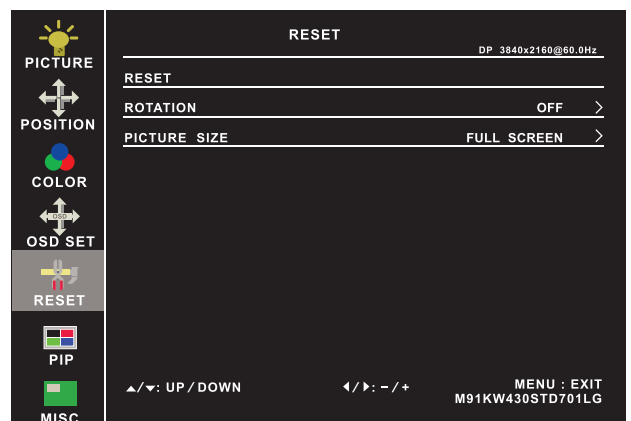 RESET
DP 3840x2160@60.0Hz
PICTURE
POSITION
COLOR
OSD
OSD SET
RESET
PIP
MISC
RESET
ROTATION OFF >
PICTURE SIZE FULL SCREEN >
▲/▼: UP/DOWN ◀/▶: -/+ MENU : EXIT
M91KW430STD701LG